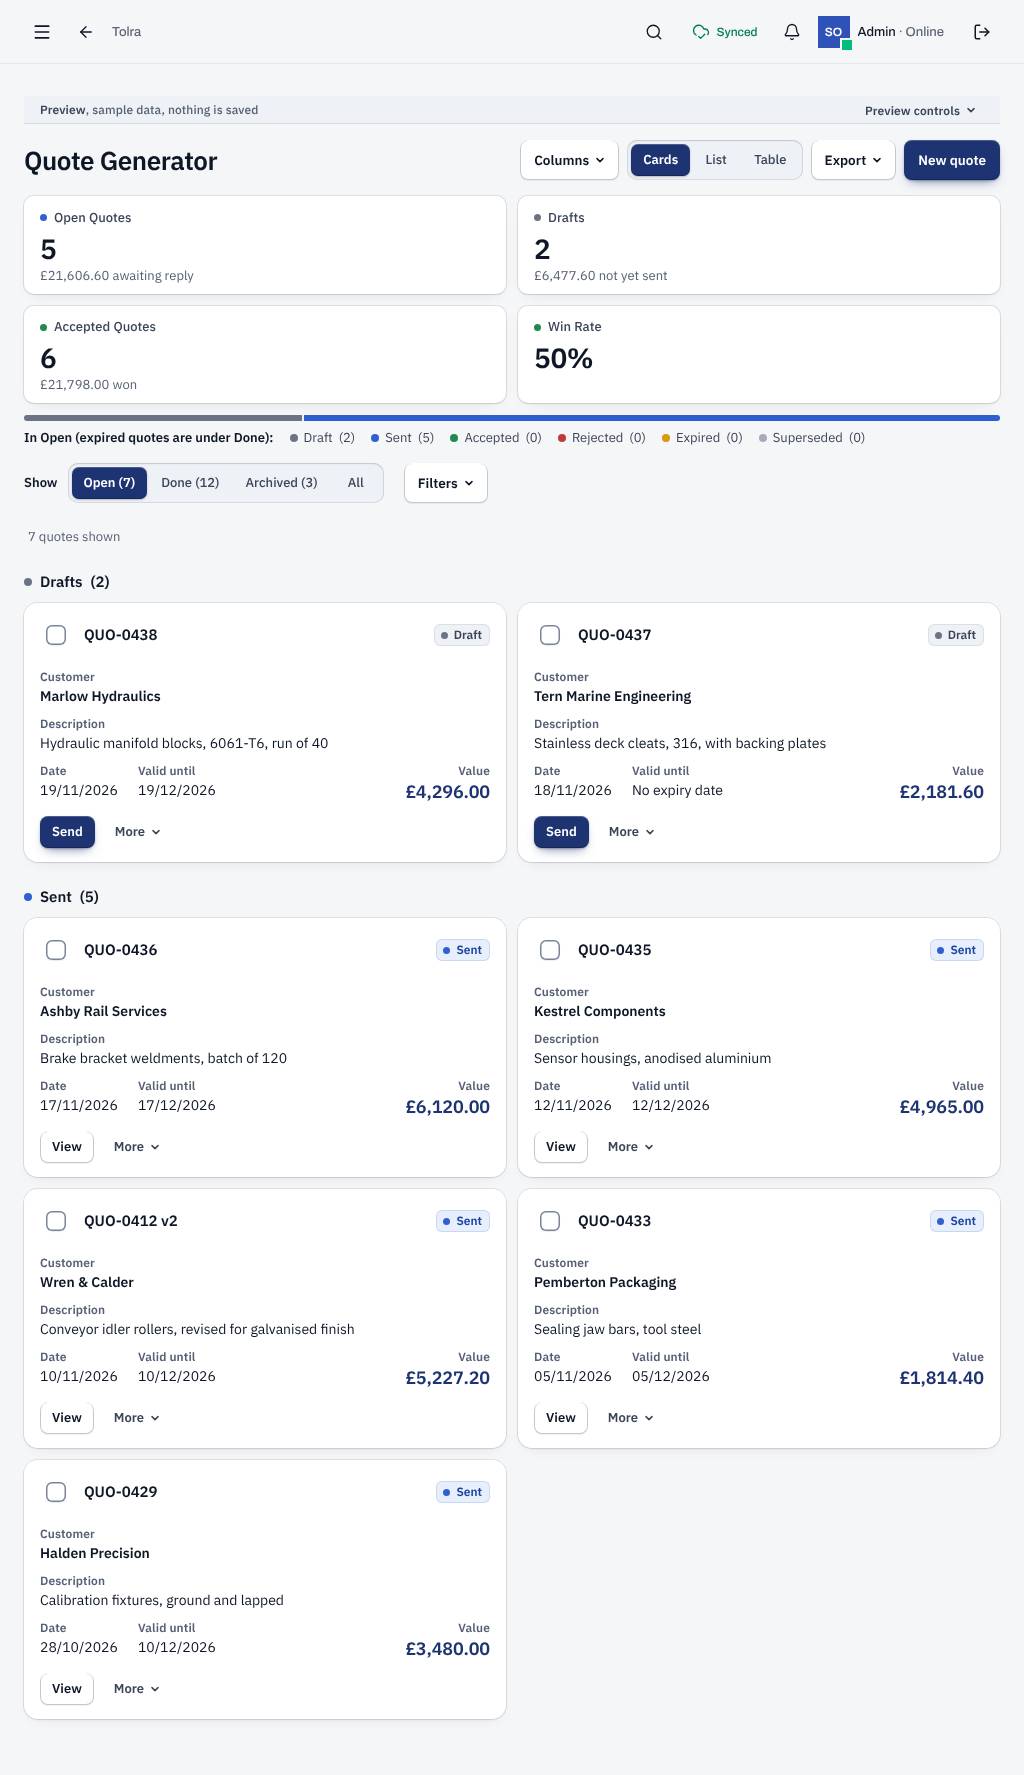 Tolra
Synced
SO
Admin · Online
Preview, sample data, nothing is saved
Preview controls
Quote Generator
Columns
Cards
List
Table
Export
New quote
Open Quotes
5
£21,606.60 awaiting reply
Drafts
2
£6,477.60 not yet sent
Accepted Quotes
6
£21,798.00 won
Win Rate
50%
In Open (expired quotes are under Done): Draft (2) Sent (5) Accepted (0) Rejected (0) Expired (0) Superseded (0)
Show
Open (7)
Done (12)
Archived (3)
All
Filters
7 quotes shown
Drafts (2)
QUO-0438
Draft
Customer
Marlow Hydraulics
Description
Hydraulic manifold blocks, 6061-T6, run of 40
Date Valid until Value
19/11/2026 19/12/2026 £4,296.00
Send
More
QUO-0437
Draft
Customer
Tern Marine Engineering
Description
Stainless deck cleats, 316, with backing plates
Date Valid until Value
18/11/2026 No expiry date £2,181.60
Send
More
Sent (5)
QUO-0436
Sent
Customer
Ashby Rail Services
Description
Brake bracket weldments, batch of 120
Date Valid until Value
17/11/2026 17/12/2026 £6,120.00
View
More
QUO-0435
Sent
Customer
Kestrel Components
Description
Sensor housings, anodised aluminium
Date Valid until Value
12/11/2026 12/12/2026 £4,965.00
View
More
QUO-0412 v2
Sent
Customer
Wren & Calder
Description
Conveyor idler rollers, revised for galvanised finish
Date Valid until Value
10/11/2026 10/12/2026 £5,227.20
View
More
QUO-0433
Sent
Customer
Pemberton Packaging
Description
Sealing jaw bars, tool steel
Date Valid until Value
05/11/2026 05/12/2026 £1,814.40
View
More
QUO-0429
Sent
Customer
Halden Precision
Description
Calibration fixtures, ground and lapped
Date Valid until Value
28/10/2026 10/12/2026 £3,480.00
View
More